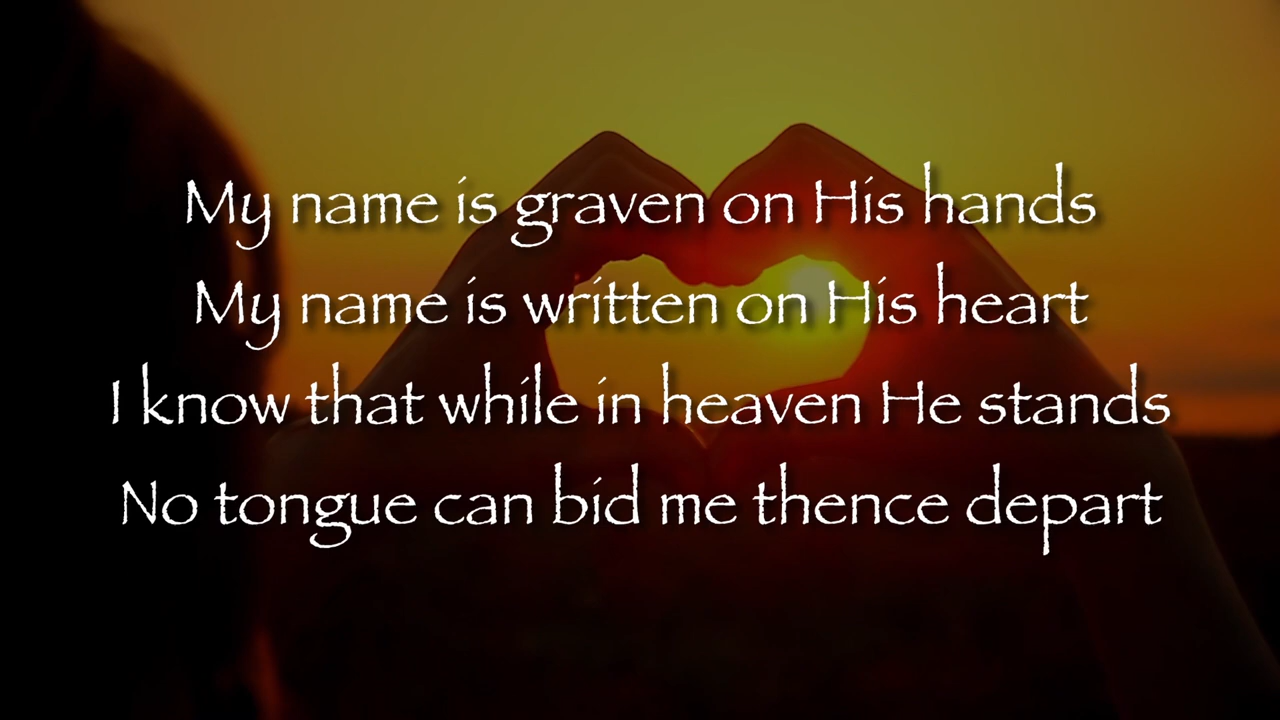 My name is graven on His hands
My name is written on His heart
I know that while in heaven He stands
No tongue can bid me thence depart